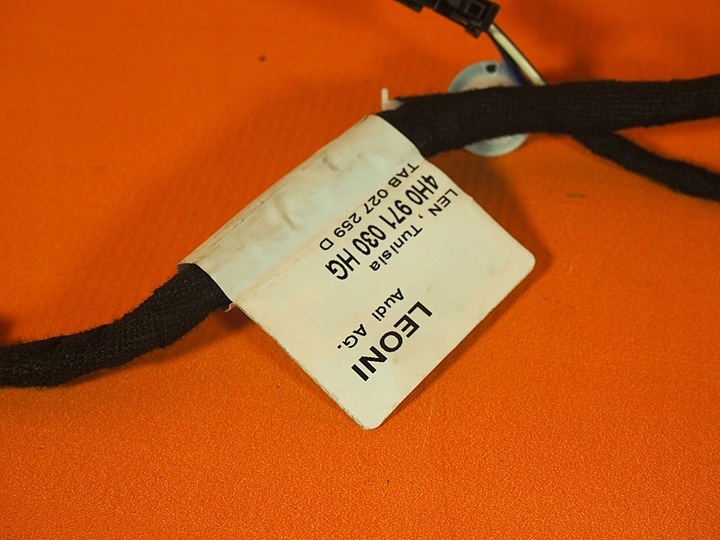 LEONI
Audi AG.
LEN , Tunisia
4H0 971 030 HG
TAB 027 259 D